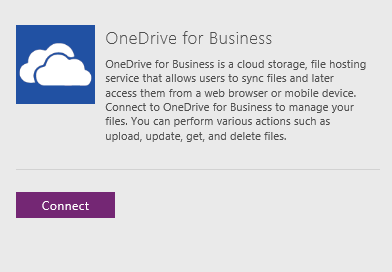 OneDrive for Business
OneDrive for Business is a cloud storage, file hosting
service that allows users to sync files and later
access them from a web browser or mobile device.
Connect to OneDrive for Business to manage your
files. You can perform various actions such as
upload, update, get, and delete files.
Connect